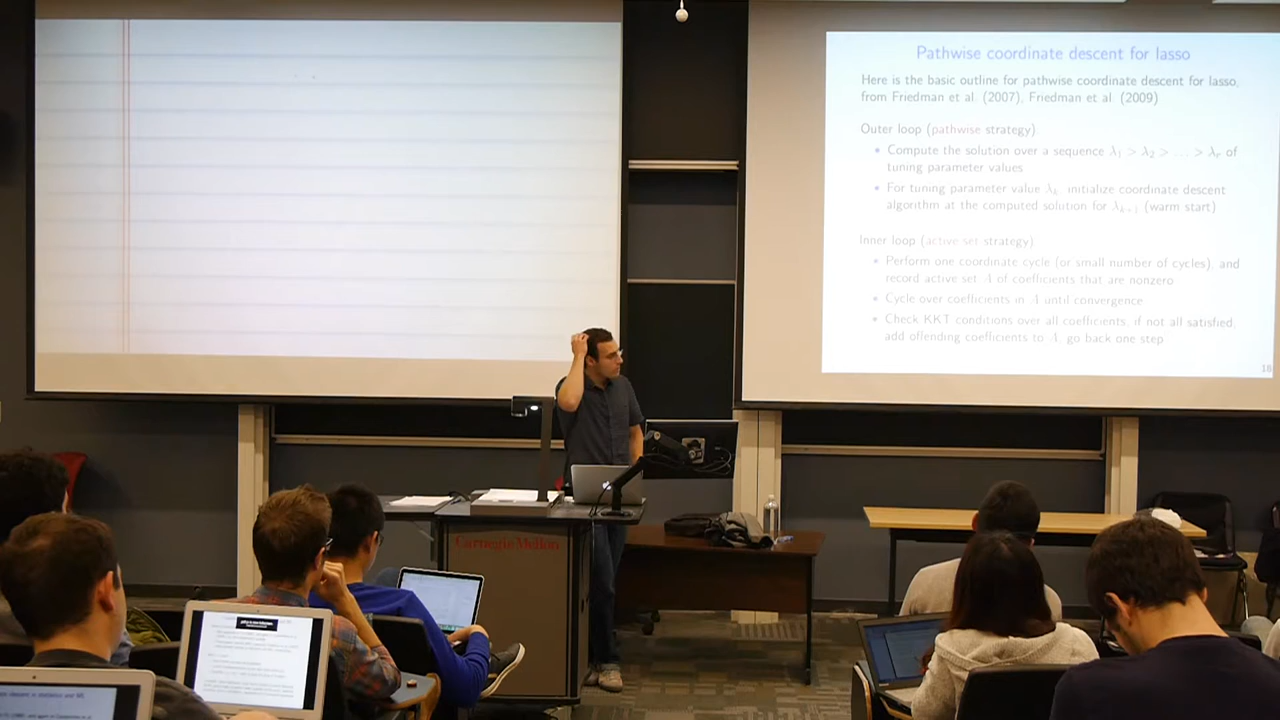 Pathwise coordinate descent for lasso
Here is the basic outline for pathwise coordinate descent for lasso,
from Friedman et al. (2007), Friedman et al. (2009)
Outer loop (pathwise strategy):
• Compute the solution over a sequence λ₁ > λ₂ > … > λᵣ of
tuning parameter values
• For tuning parameter value λₖ, initialize coordinate descent
algorithm at the computed solution for λₖ₊₁ (warm start)
Inner loop (active set strategy):
• Perform one coordinate cycle (or small number of cycles), and
record active set A of coefficients that are nonzero
• Cycle over coefficients in A until convergence
• Check KKT conditions over all coefficients, if not all satisfied,
add offending coefficients to A, go back one step
18
Carnegie Mellon